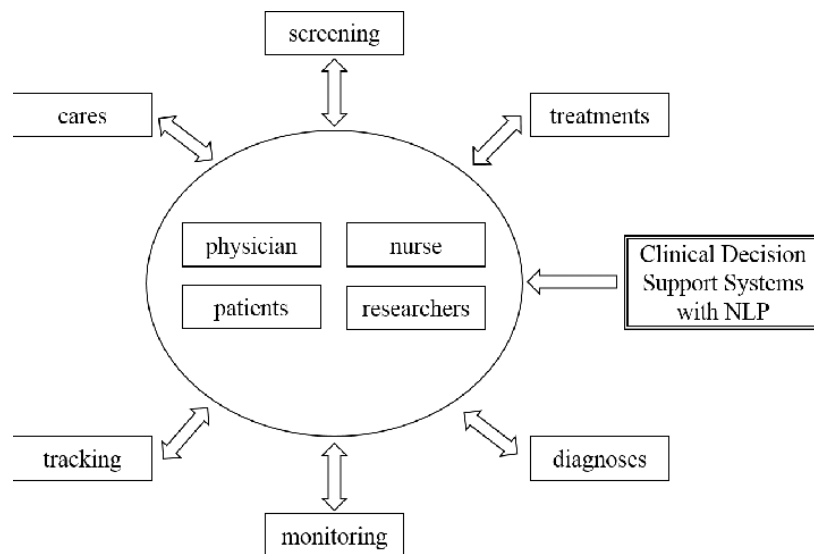 screening
cares
treatments
physician
nurse
Clinical Decision
Support Systems
with NLP
patients
researchers
tracking
diagnoses
monitoring